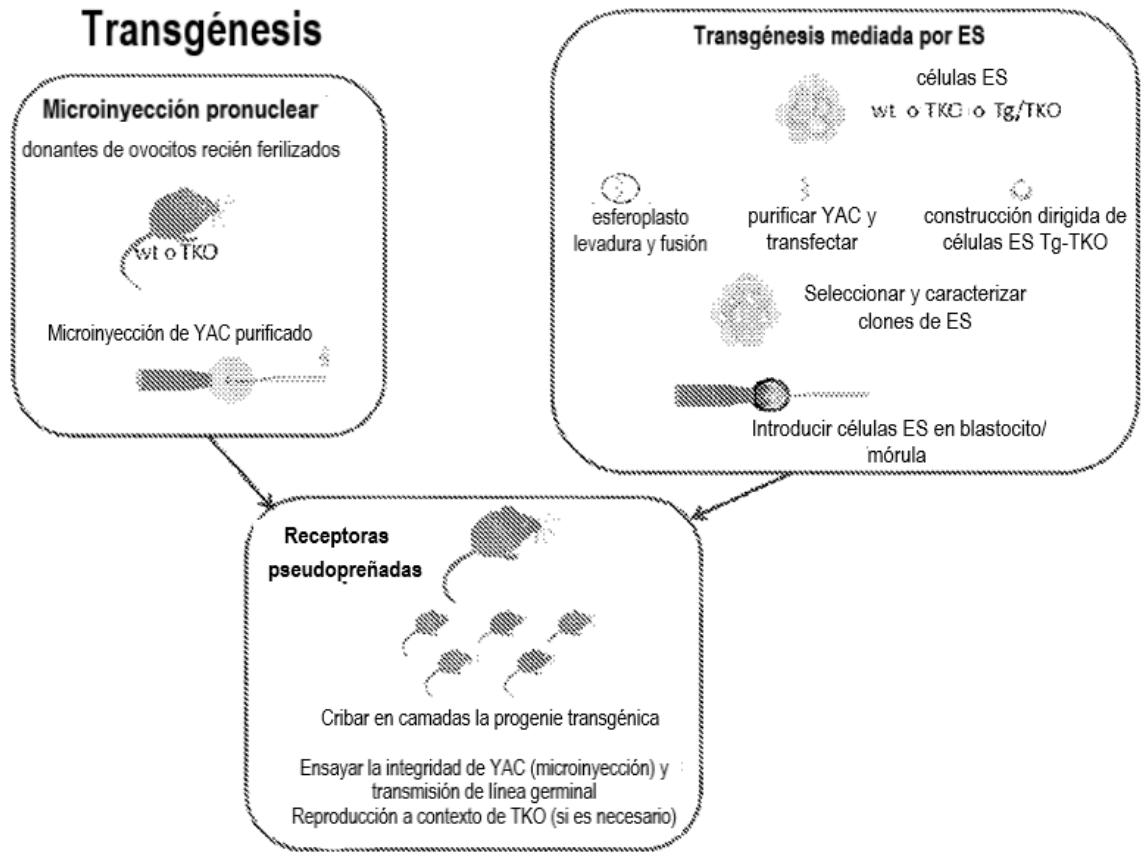 Transgénesis
Microinyección pronuclear
donantes de ovocitos recién ferilizados
wt o TKO
Microinyección de YAC purificado
Transgénesis mediada por ES
células ES
wt o TKO o Tg/TKO
esferoplasto
levadura y fusión
purificar YAC y
transfectar
construcción dirigida de
células ES Tg-TKO
Seleccionar y caracterizar
clones de ES
Introducir células ES en blastocito/
mórula
Receptoras
pseudopreñadas
Cribar en camadas la progenie transgénica
Ensayar la integridad de YAC (microinyección) y
transmisión de línea germinal
Reproducción a contexto de TKO (si es necesario)